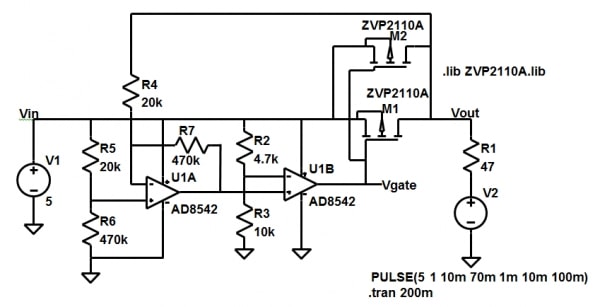 ZVP2110A
M2
.lib ZVP2110A.lib
R4
20k
ZVP2110A
M1
Vin
Vout
R5
20k
R7
470k
R2
4.7k
R1
47
V1
5
U1A
U1B
AD8542
AD8542
Vgate
R6
470k
R3
10k
V2
PULSE(5 1 10m 70m 1m 10m 100m)
.tran 200m